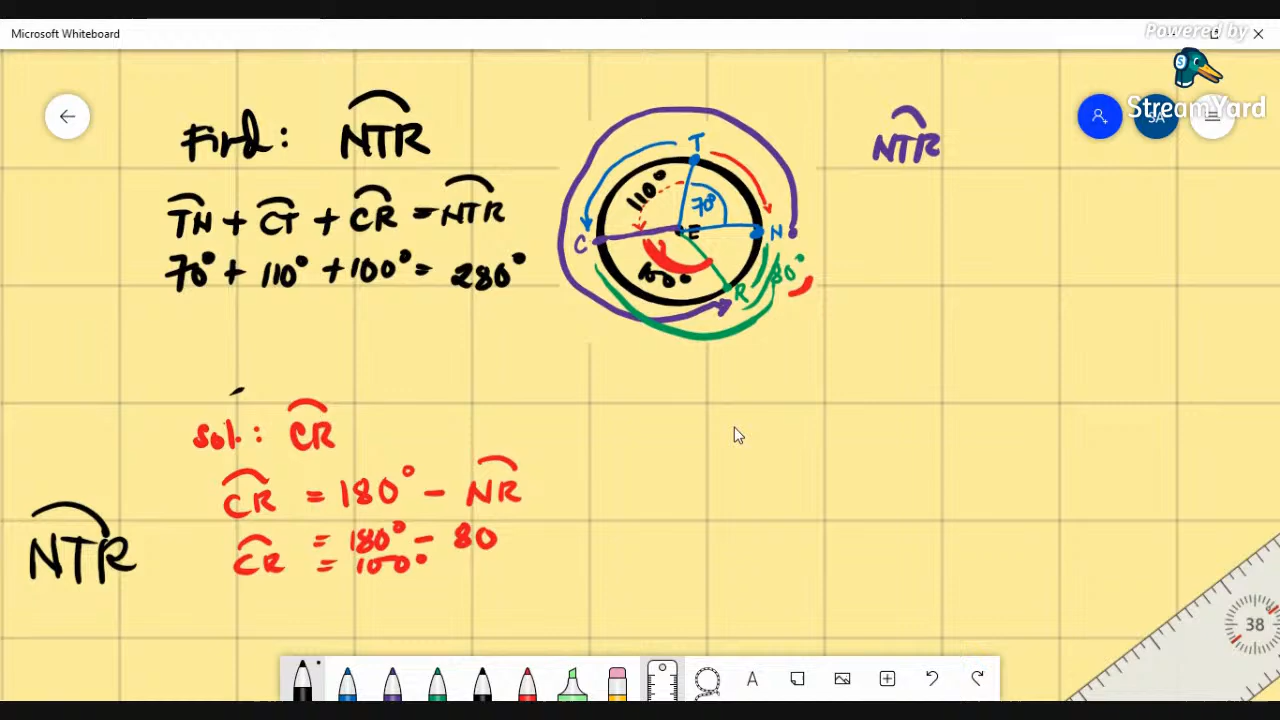 Microsoft Whiteboard
Powered by
StreamYard
SA
Find: NTR
TN + CT + CR = NTR
70° + 110° + 100° = 280°
T
110°
70°
C
E
N
100°
R
80°
NTR
Sol: CR
CR = 180° - NR
CR = 180° - 80
= 100°
NTR
38
A